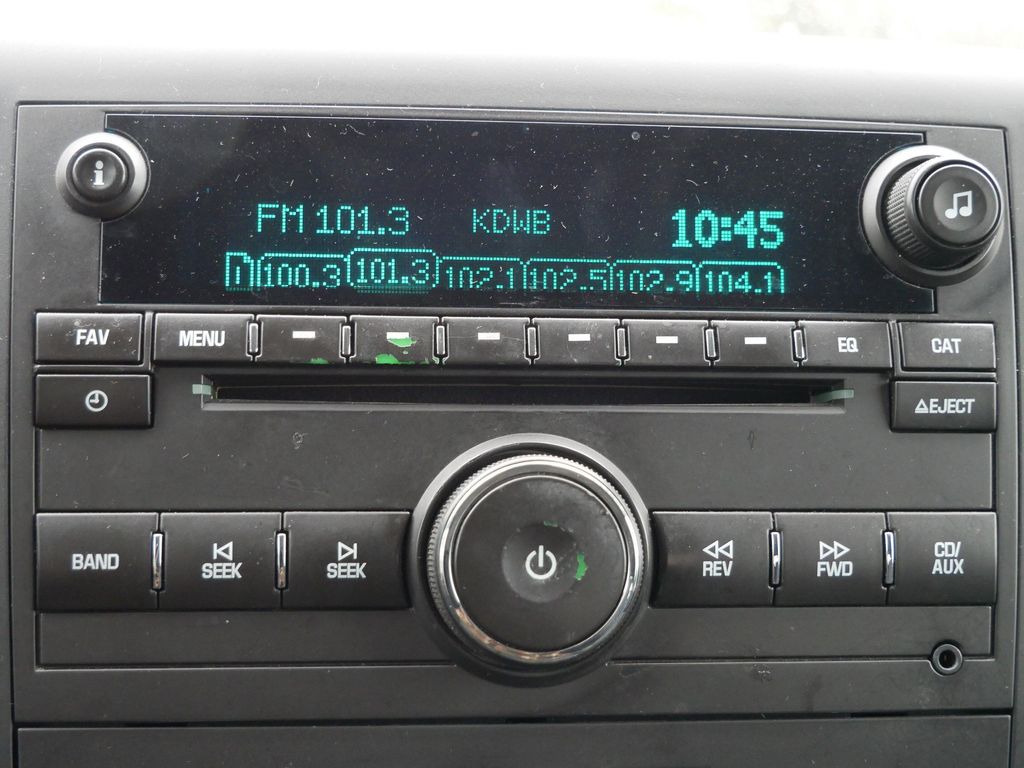 i
FM 101.3 KDWB 10:45
100.3 101.3 102.1 102.5 102.9 104.1
FAV MENU EQ CAT
EJECT
BAND SEEK SEEK REV FWD CD/
AUX